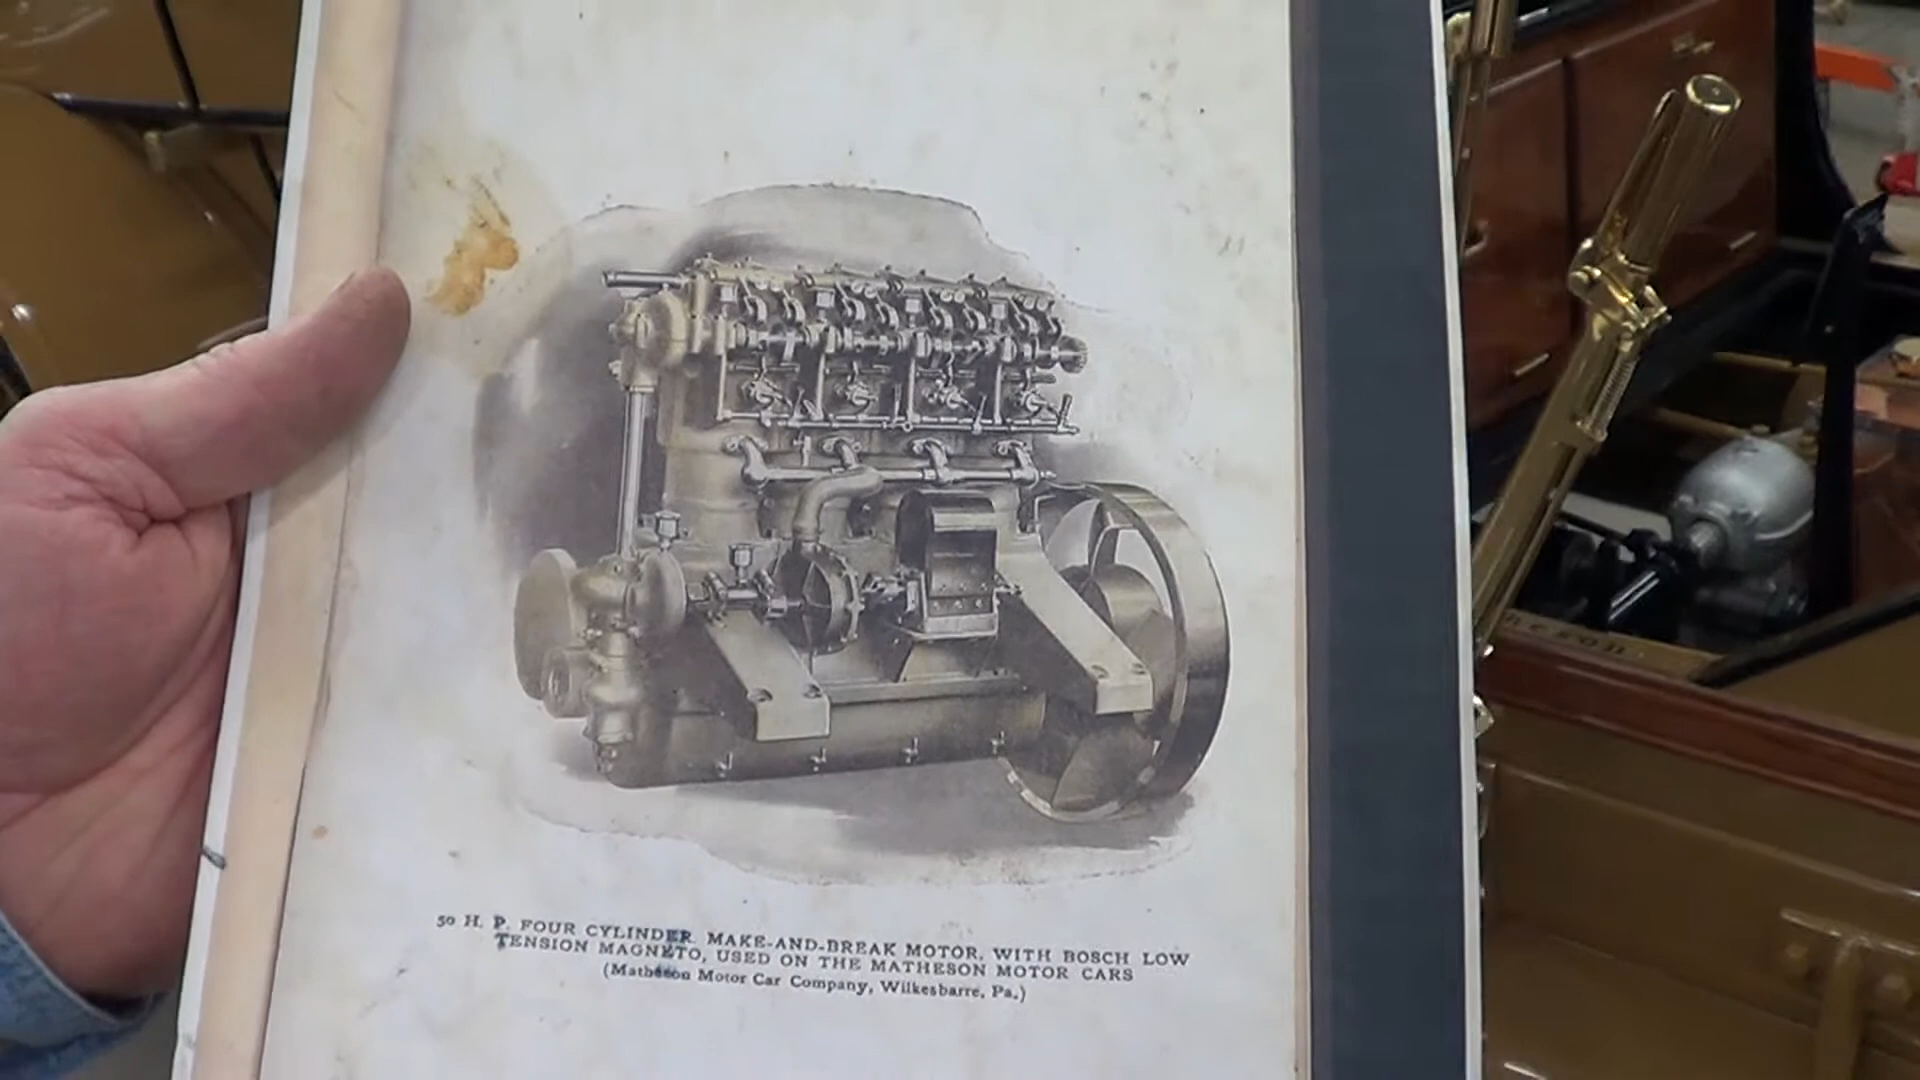 50 H. P. FOUR CYLINDER MAKE-AND-BREAK MOTOR, WITH BOSCH LOW
TENSION MAGNETO, USED ON THE MATHESON MOTOR CARS
(Matheson Motor Car Company, Wilkesbarre, Pa.)